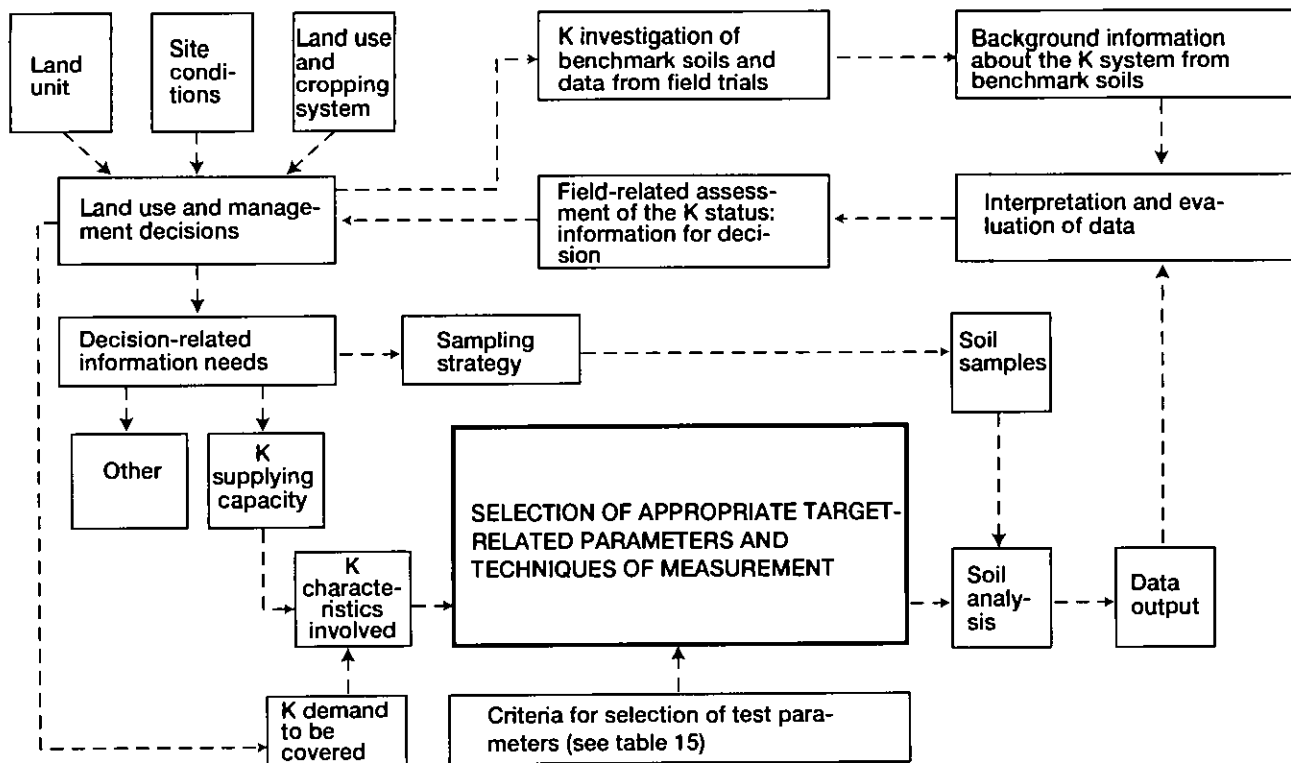 Land
unit
Site
condi-
tions
Land use
and
cropping
system
K investigation of
benchmark soils and
data from field trials
Background information
about the K system from
benchmark soils
Land use and manage-
ment decisions
Field-related assess-
ment of the K status:
information for deci-
sion
Interpretation and eva-
luation of data
Decision-related
information needs
Sampling
strategy
Soil
samples
Other
K
supplying
capacity
SELECTION OF APPROPRIATE TARGET-
RELATED PARAMETERS AND
TECHNIQUES OF MEASUREMENT
K
characte-
ristics
involved
Soil
analy-
sis
Data
output
K demand
to be
covered
Criteria for selection of test para-
meters (see table 15)